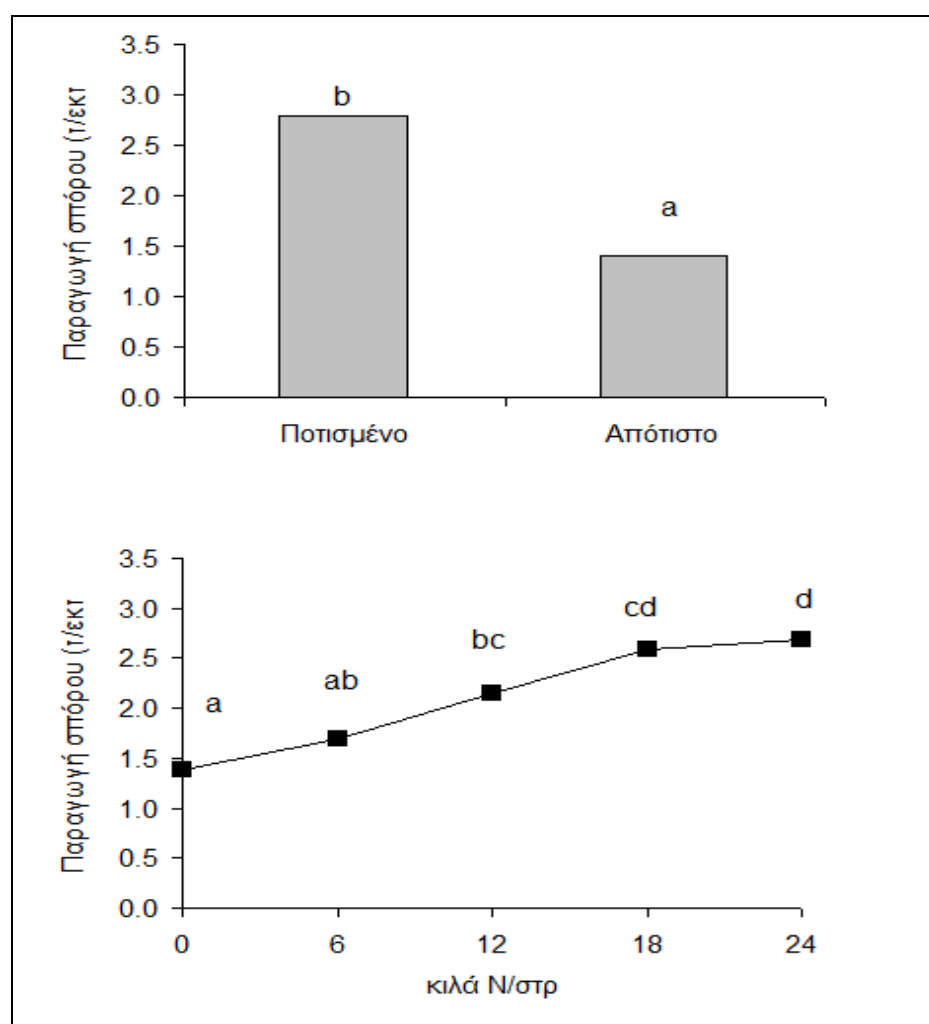 Παραγωγή σπόρου (τ/εκτ
3.5
3.0
2.5
2.0
1.5
1.0
0.5
0.0
b
a
Ποτισμένο
Απότιστο
Παραγωγή σπόρου (τ/εκτ
3.5
3.0
2.5
2.0
1.5
1.0
0.5
0.0
a
ab
bc
cd
d
0 6 12 18 24
κιλά N/στρ